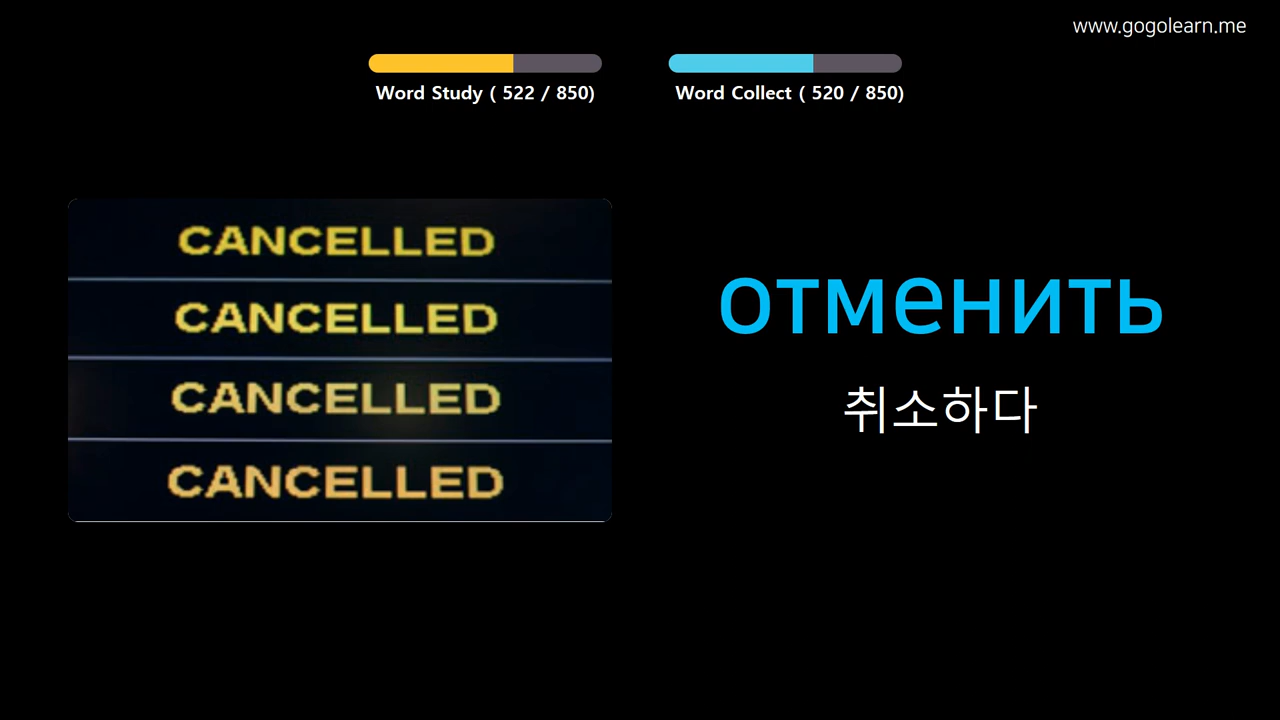 www.gogolearn.me
Word Study ( 522 / 850)
Word Collect ( 520 / 850)
CANCELLED
CANCELLED
CANCELLED
CANCELLED
отменить
취소하다